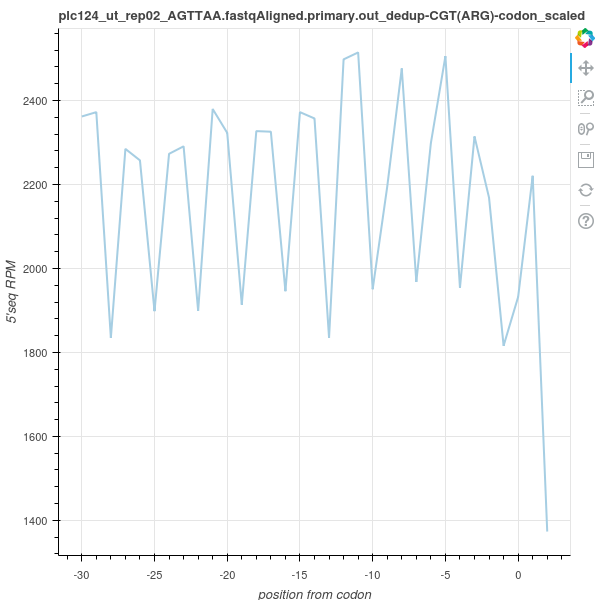 plc124_ut_rep02_AGTTAA.fastqAligned.primary.out_dedup-CGT(ARG)-codon_scaled
2400
2200
2000
1800
1600
1400
5'seq RPM
-30 -25 -20 -15 -10 -5 0
position from codon